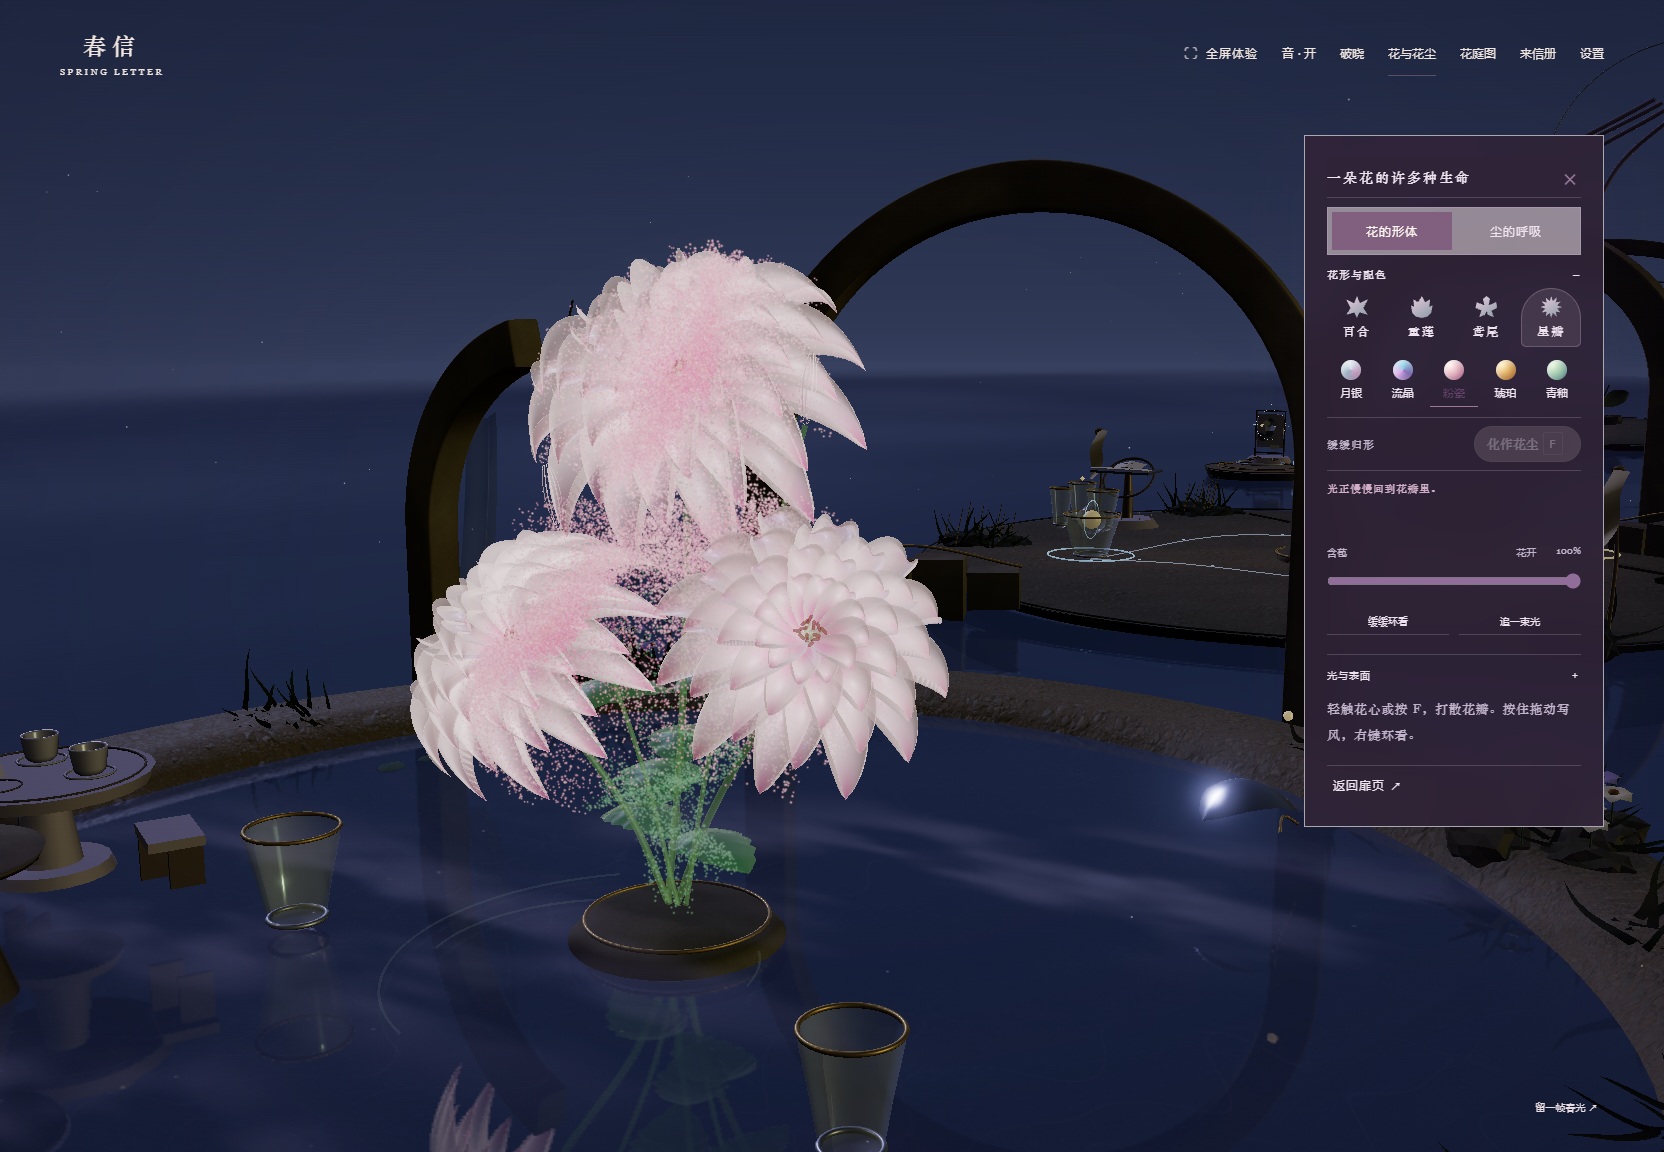 春信
SPRING LETTER
全屏体验 音·开 破晓 花与花尘 花庭图 来信册 设置
一朵花的许多种生命
花的形体 尘的呼吸
花形与配色
百合 重莲 鸢尾 星瓣
月银 流晶 粉瓷 琥珀 青釉
缓缓归形 化作花尘 F
光正慢慢回到花瓣里。
含苞 花开 100%
缓缓环看 追一束光
光与表面
轻触花心或按 F，打散花瓣。按住拖动写
风，右键环看。
返回扉页 ↗
留一帧春光 ↗